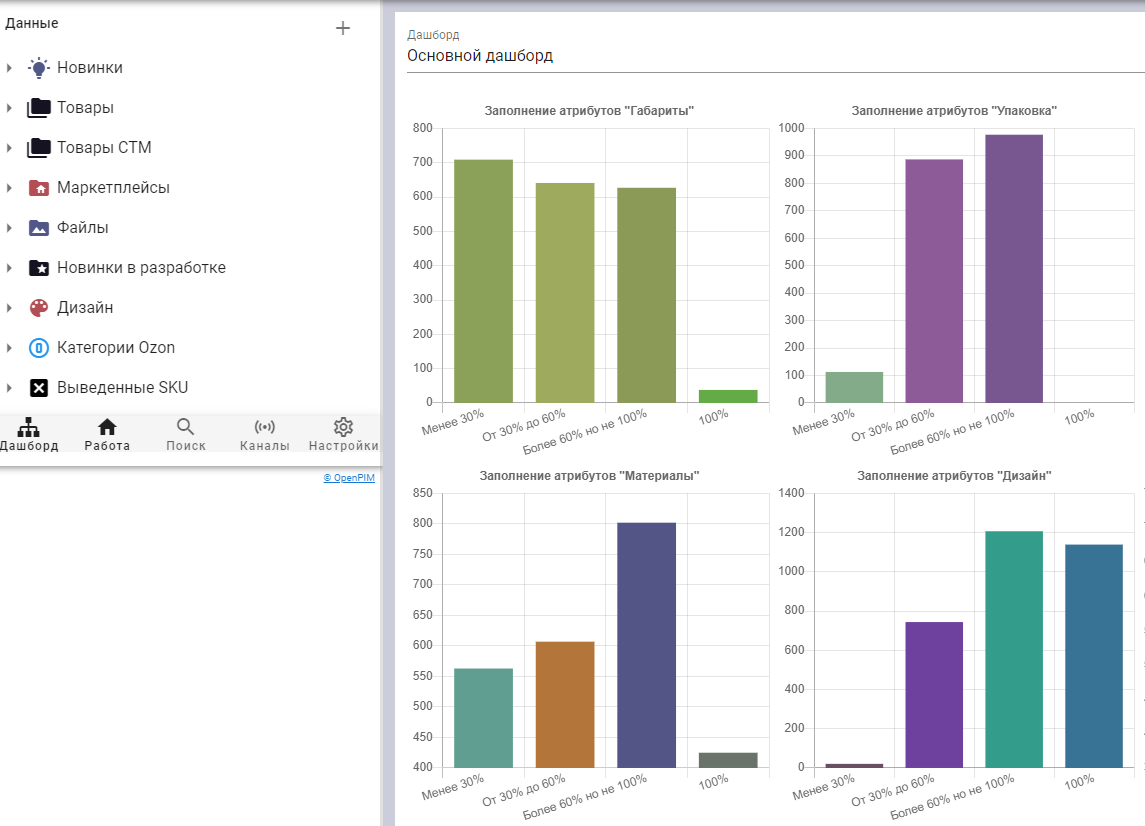 Данные
Новинки
Товары
Товары СТМ
Маркетплейсы
Файлы
Новинки в разработке
Дизайн
Категории Ozon
Выведенные SKU
Дашборд
Работа
Поиск
Каналы
Настройки
© OpenPIM
Дашборд
Основной дашборд
Заполнение атрибутов "Габариты"
800
700
600
500
400
300
200
100
0
Менее 30%
От 30% до 60%
Более 60% но не 100%
100%
Заполнение атрибутов "Упаковка"
1000
900
800
700
600
500
400
300
200
100
0
Менее 30%
От 30% до 60%
Более 60% но не 100%
100%
Заполнение атрибутов "Материалы"
850
800
750
700
650
600
550
500
450
400
Менее 30%
От 30% до 60%
Более 60% но не 100%
100%
Заполнение атрибутов "Дизайн"
1400
1200
1000
800
600
400
200
0
Менее 30%
От 30% до 60%
Более 60% но не 100%
100%